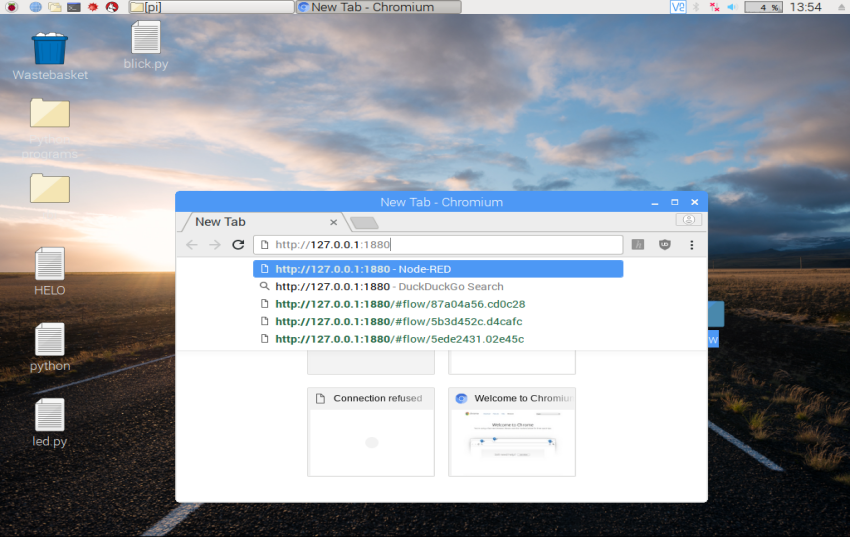 [pi]
New Tab - Chromium
4 %
13:54
Wastebasket
blick.py
programs
HELO
python
led.py
New Tab - Chromium
New Tab
http://127.0.0.1:1880
http://127.0.0.1:1880 - Node-RED
http://127.0.0.1:1880 - DuckDuckGo Search
http://127.0.0.1:1880/#flow/87a04a56.cd0c28
http://127.0.0.1:1880/#flow/5b3d452c.d4cafc
http://127.0.0.1:1880/#flow/5ede2431.02e45c
w
Connection refused
Welcome to Chromium
Welcome to Chrome